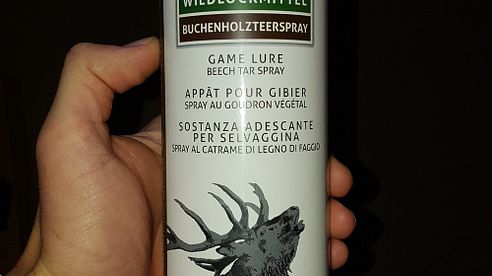 WILDLOCKMITTEL
BUCHENHOLZTEERSPRAY
GAME LURE
BEECH TAR SPRAY
APPÂT POUR GIBIER
SPRAY AU GOUDRON VÉGÉTAL
SOSTANZA ADESCANTE
PER SELVAGGINA
SPRAY AL CATRAME DI LEGNO DI FAGGIO